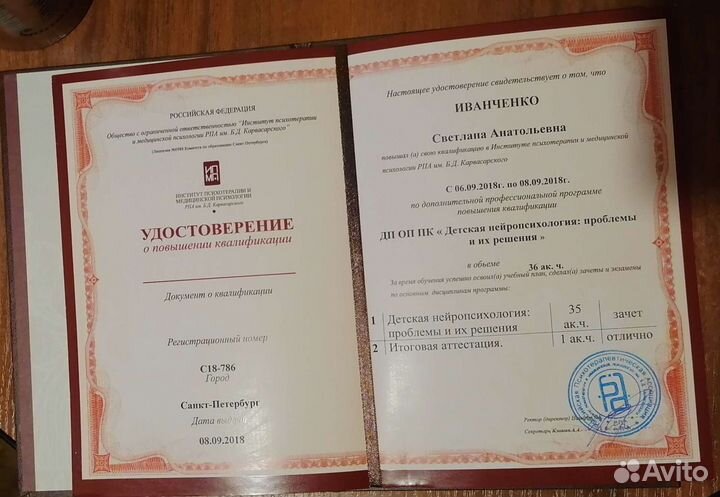 РОССИЙСКАЯ ФЕДЕРАЦИЯ
Общество с ограниченной ответственностью "Институт психотерапии
и медицинской психологии РПА им. Б.Д. Карвасарского"
ИНСТИТУТ ПСИХОТЕРАПИИ И
МЕДИЦИНСКОЙ ПСИХОЛОГИИ
РПА им. Б.Д. Карвасарского
УДОСТОВЕРЕНИЕ
о повышении квалификации
Документ о квалификации
Регистрационный номер
С18-786
Город
Санкт-Петербург
Дата выдачи
08.09.2018
Настоящее удостоверение свидетельствует о том, что
ИВАНЧЕНКО
Светлана Анатольевна
повышал (а) свою квалификацию в Институте психотерапии и медицинской
психологии РПА им. Б.Д. Карвасарского
С 06.09.2018г. по 08.09.2018г.
по дополнительной профессиональной программе
повышения квалификации
ДП ОП ПК « Детская нейропсихология: проблемы
и их решения »
в объеме 36 ак. ч.
За время обучения успешно освоил(а) учебный план, сделал(а) зачеты и экзамены
по основным дисциплинам программы:
1 Детская нейропсихология: проблемы и их решения 35 ак.ч. зачет
2 Итоговая аттестация. 1 ак.ч. отлично
Ректор (директор)
Секретарь
Avito